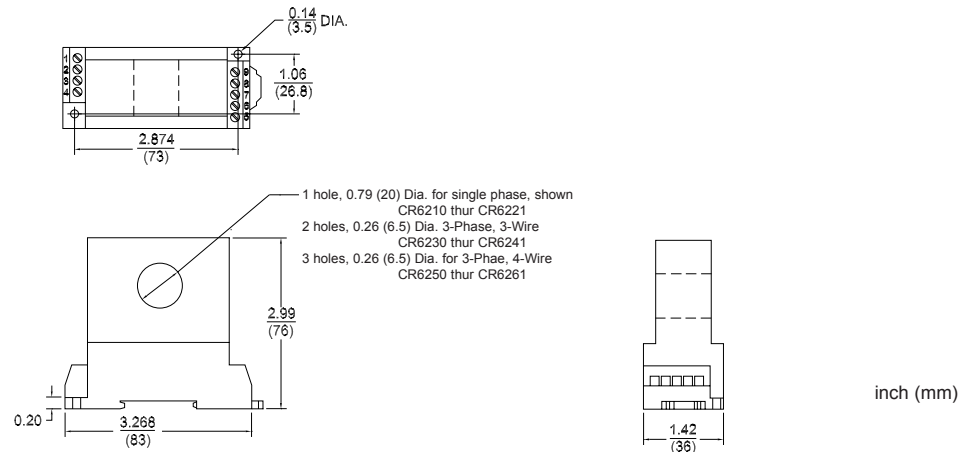 0.14
(3.5) DIA.
1
2
3
4
9
8
7
6
5
1.06
(26.8)
2.874
(73)
1 hole, 0.79 (20) Dia. for single phase, shown
CR6210 thur CR6221
2 holes, 0.26 (6.5) Dia. 3-Phase, 3-Wire
CR6230 thur CR6241
3 holes, 0.26 (6.5) Dia. for 3-Phae, 4-Wire
CR6250 thur CR6261
2.99
(76)
0.20
3.268
(83)
1.42
(36)
inch (mm)